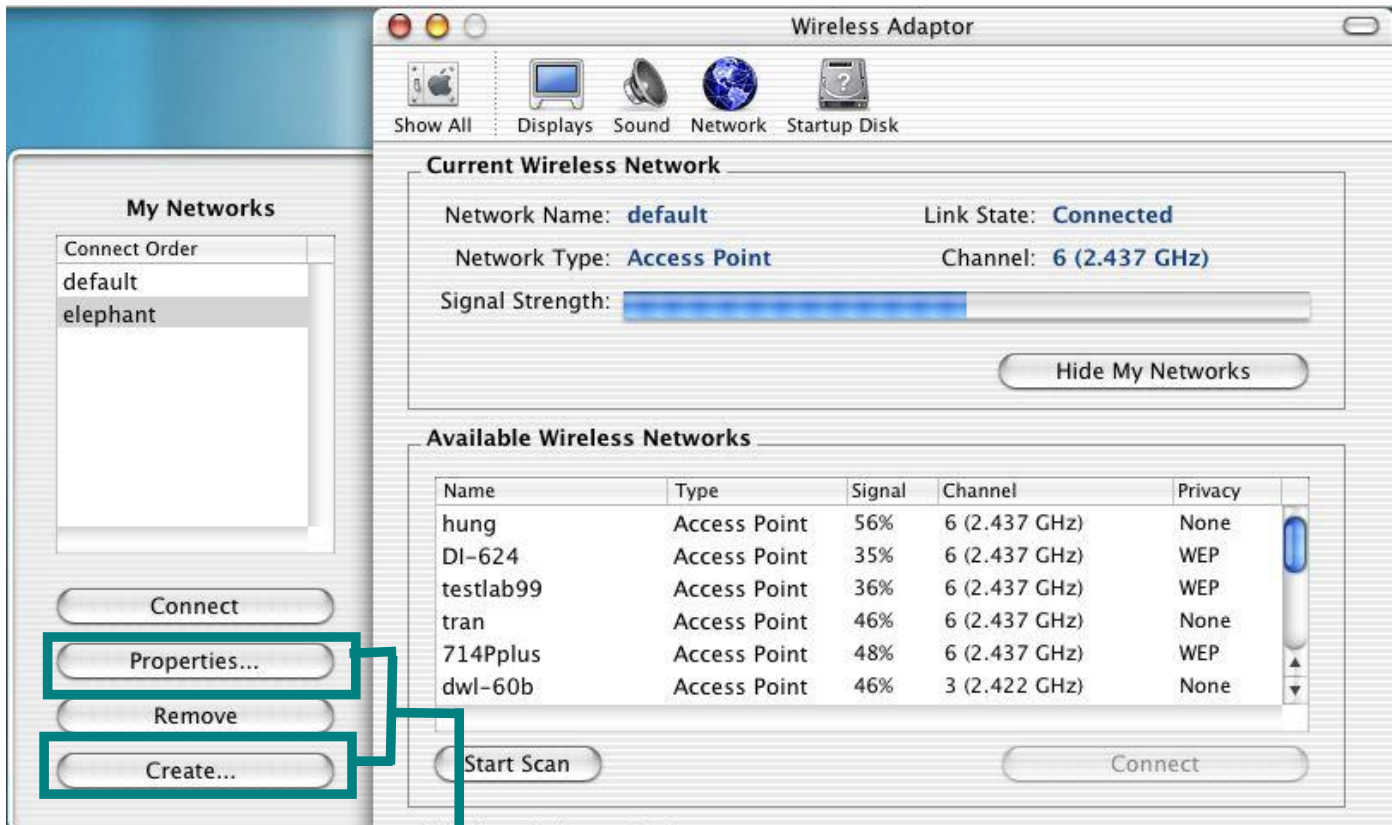 Wireless Adaptor
Show All Displays Sound Network Startup Disk
My Networks
Connect Order
default
elephant
Connect
Properties...
Remove
Create...
Current Wireless Network
Network Name: default Link State: Connected
Network Type: Access Point Channel: 6 (2.437 GHz)
Signal Strength:
Hide My Networks
Available Wireless Networks
Name Type Signal Channel Privacy
hung Access Point 56% 6 (2.437 GHz) None
DI-624 Access Point 35% 6 (2.437 GHz) WEP
testlab99 Access Point 36% 6 (2.437 GHz) WEP
tran Access Point 46% 6 (2.437 GHz) None
714Pplus Access Point 48% 6 (2.437 GHz) WEP
dwl-60b Access Point 46% 3 (2.422 GHz) None
Start Scan Connect